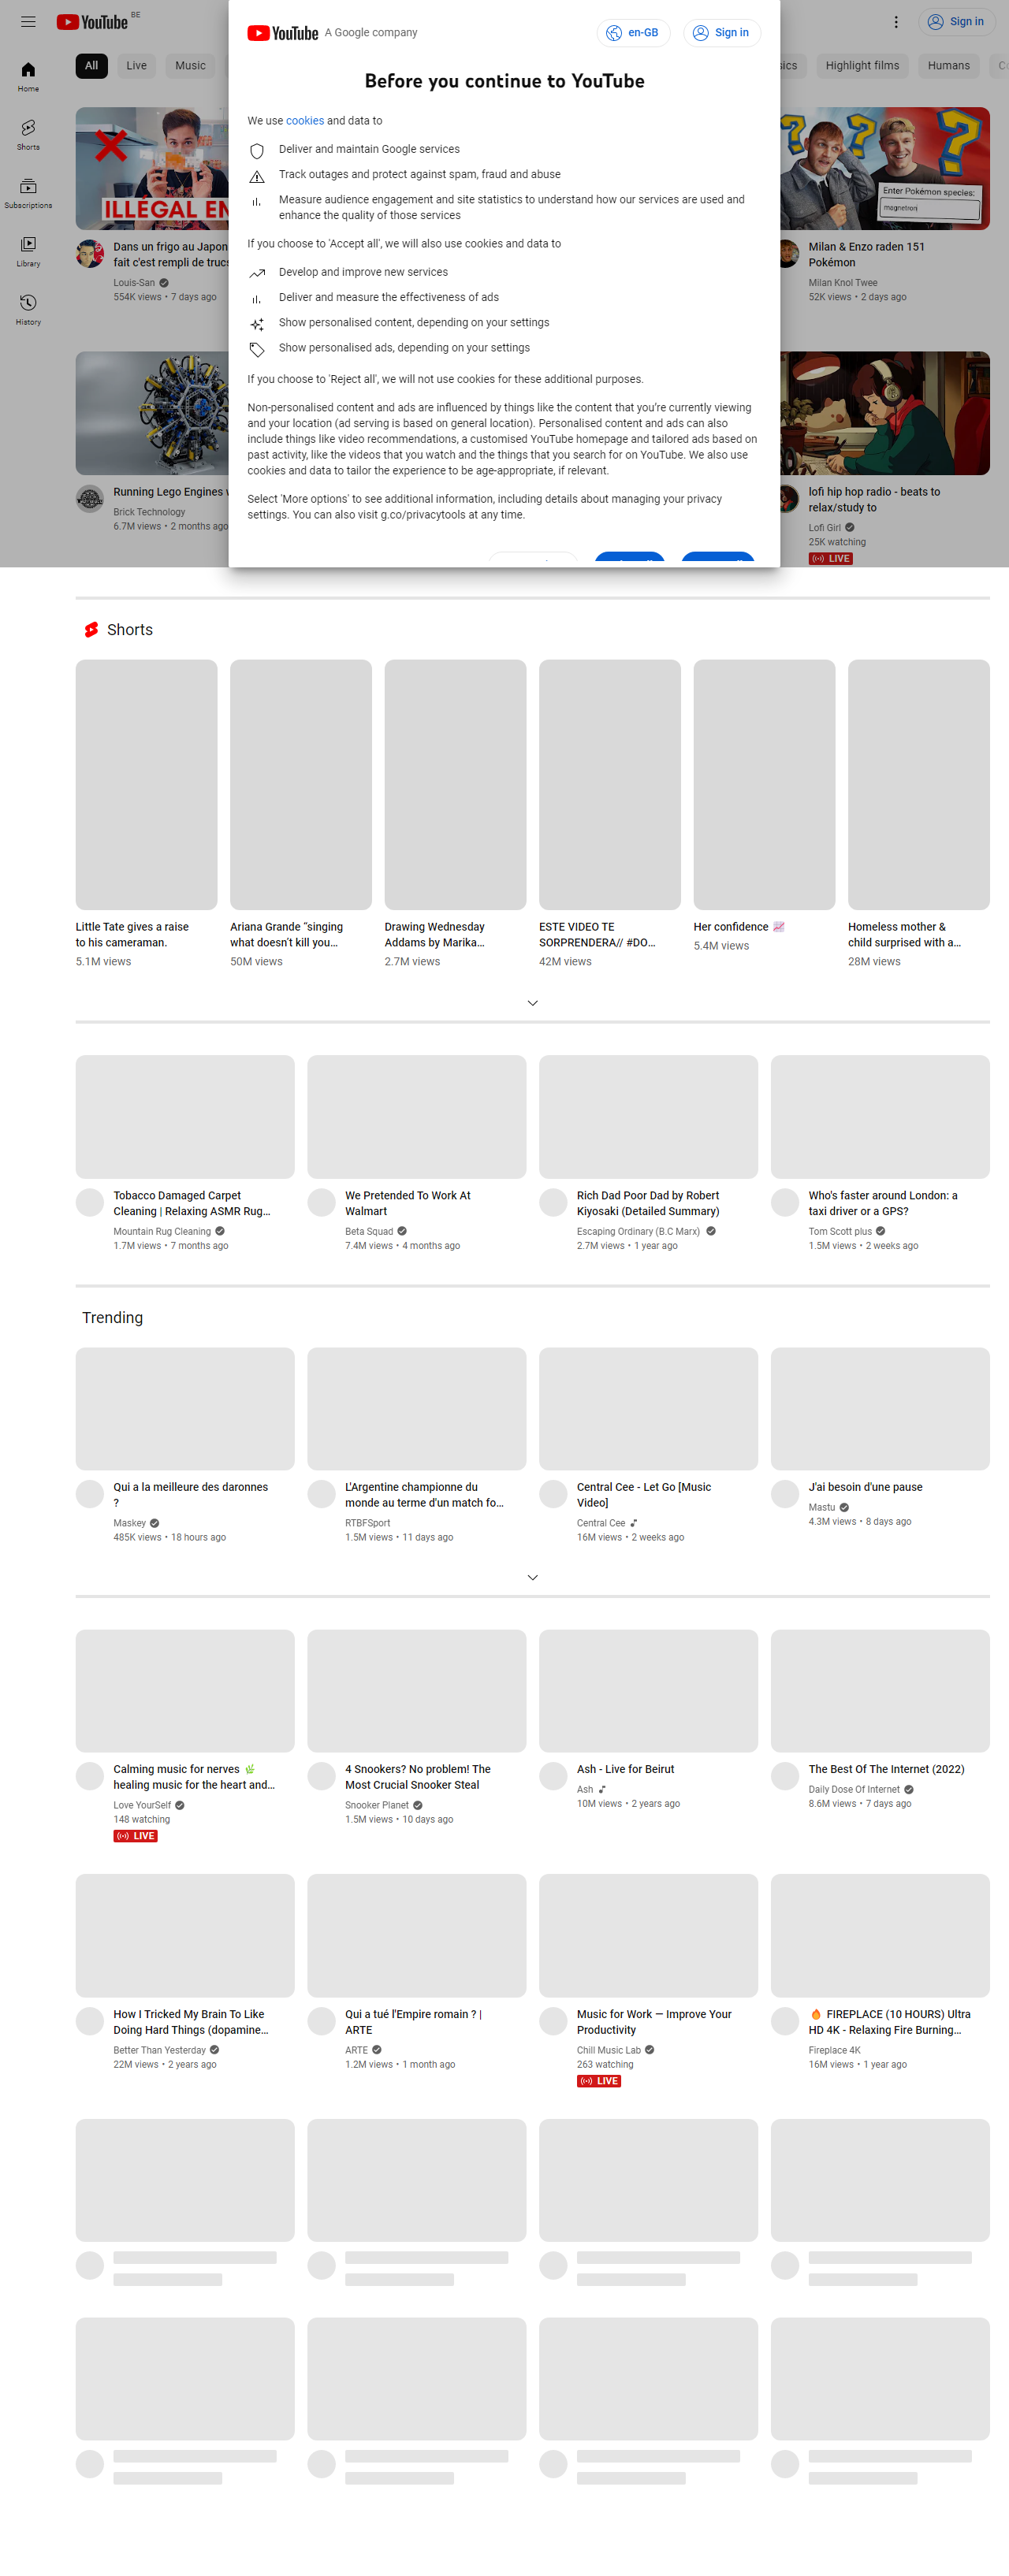 YouTube BE
Sign in
Home
Shorts
Subscriptions
Library
History
All
Live
Music
Highlight films
Humans
YouTube A Google company
en-GB
Sign in
Before you continue to YouTube
We use cookies and data to
Deliver and maintain Google services
Track outages and protect against spam, fraud and abuse
Measure audience engagement and site statistics to understand how our services are used and
enhance the quality of those services
If you choose to 'Accept all', we will also use cookies and data to
Develop and improve new services
Deliver and measure the effectiveness of ads
Show personalised content, depending on your settings
Show personalised ads, depending on your settings
If you choose to 'Reject all', we will not use cookies for these additional purposes.
Non-personalised content and ads are influenced by things like the content that you're currently viewing
and your location (ad serving is based on general location). Personalised content and ads can also
include things like video recommendations, a customised YouTube homepage and tailored ads based on
past activity, like the videos that you watch and the things that you search for on YouTube. We also use
cookies and data to tailor the experience to be age-appropriate, if relevant.
Select 'More options' to see additional information, including details about managing your privacy
settings. You can also visit g.co/privacytools at any time.
ILLÉGAL EN
Dans un frigo au Japon
fait c'est rempli de trucs
Louis-San
554K views • 7 days ago
Enter Pokémon species:
magnetron
Milan & Enzo raden 151
Pokémon
Milan Knol Twee
52K views • 2 days ago
Running Lego Engines
Brick Technology
6.7M views • 2 months ago
lofi hip hop radio - beats to
relax/study to
Lofi Girl
25K watching
LIVE
Shorts
Little Tate gives a raise
to his cameraman.
5.1M views
Ariana Grande “singing
what doesn’t kill you...
50M views
Drawing Wednesday
Addams by Marika...
2.7M views
ESTE VIDEO TE
SORPRENDERA// #DO...
42M views
Her confidence 📈
5.4M views
Homeless mother &
child surprised with a...
28M views
Tobacco Damaged Carpet
Cleaning | Relaxing ASMR Rug...
Mountain Rug Cleaning
1.7M views • 7 months ago
We Pretended To Work At
Walmart
Beta Squad
7.4M views • 4 months ago
Rich Dad Poor Dad by Robert
Kiyosaki (Detailed Summary)
Escaping Ordinary (B.C Marx)
2.7M views • 1 year ago
Who's faster around London: a
taxi driver or a GPS?
Tom Scott plus
1.5M views • 2 weeks ago
Trending
Qui a la meilleure des daronnes
?
Maskey
485K views • 18 hours ago
L'Argentine championne du
monde au terme d'un match fo...
RTBFSport
1.5M views • 11 days ago
Central Cee - Let Go [Music
Video]
Central Cee
16M views • 2 weeks ago
J'ai besoin d'une pause
Mastu
4.3M views • 8 days ago
Calming music for nerves 🌿
healing music for the heart and...
Love YourSelf
148 watching
LIVE
4 Snookers? No problem! The
Most Crucial Snooker Steal
Snooker Planet
1.5M views • 10 days ago
Ash - Live for Beirut
Ash
10M views • 2 years ago
The Best Of The Internet (2022)
Daily Dose Of Internet
8.6M views • 7 days ago
How I Tricked My Brain To Like
Doing Hard Things (dopamine...
Better Than Yesterday
22M views • 2 years ago
Qui a tué l'Empire romain ? |
ARTE
ARTE
1.2M views • 1 month ago
Music for Work — Improve Your
Productivity
Chill Music Lab
263 watching
LIVE
🔥 FIREPLACE (10 HOURS) Ultra
HD 4K - Relaxing Fire Burning...
Fireplace 4K
16M views • 1 year ago